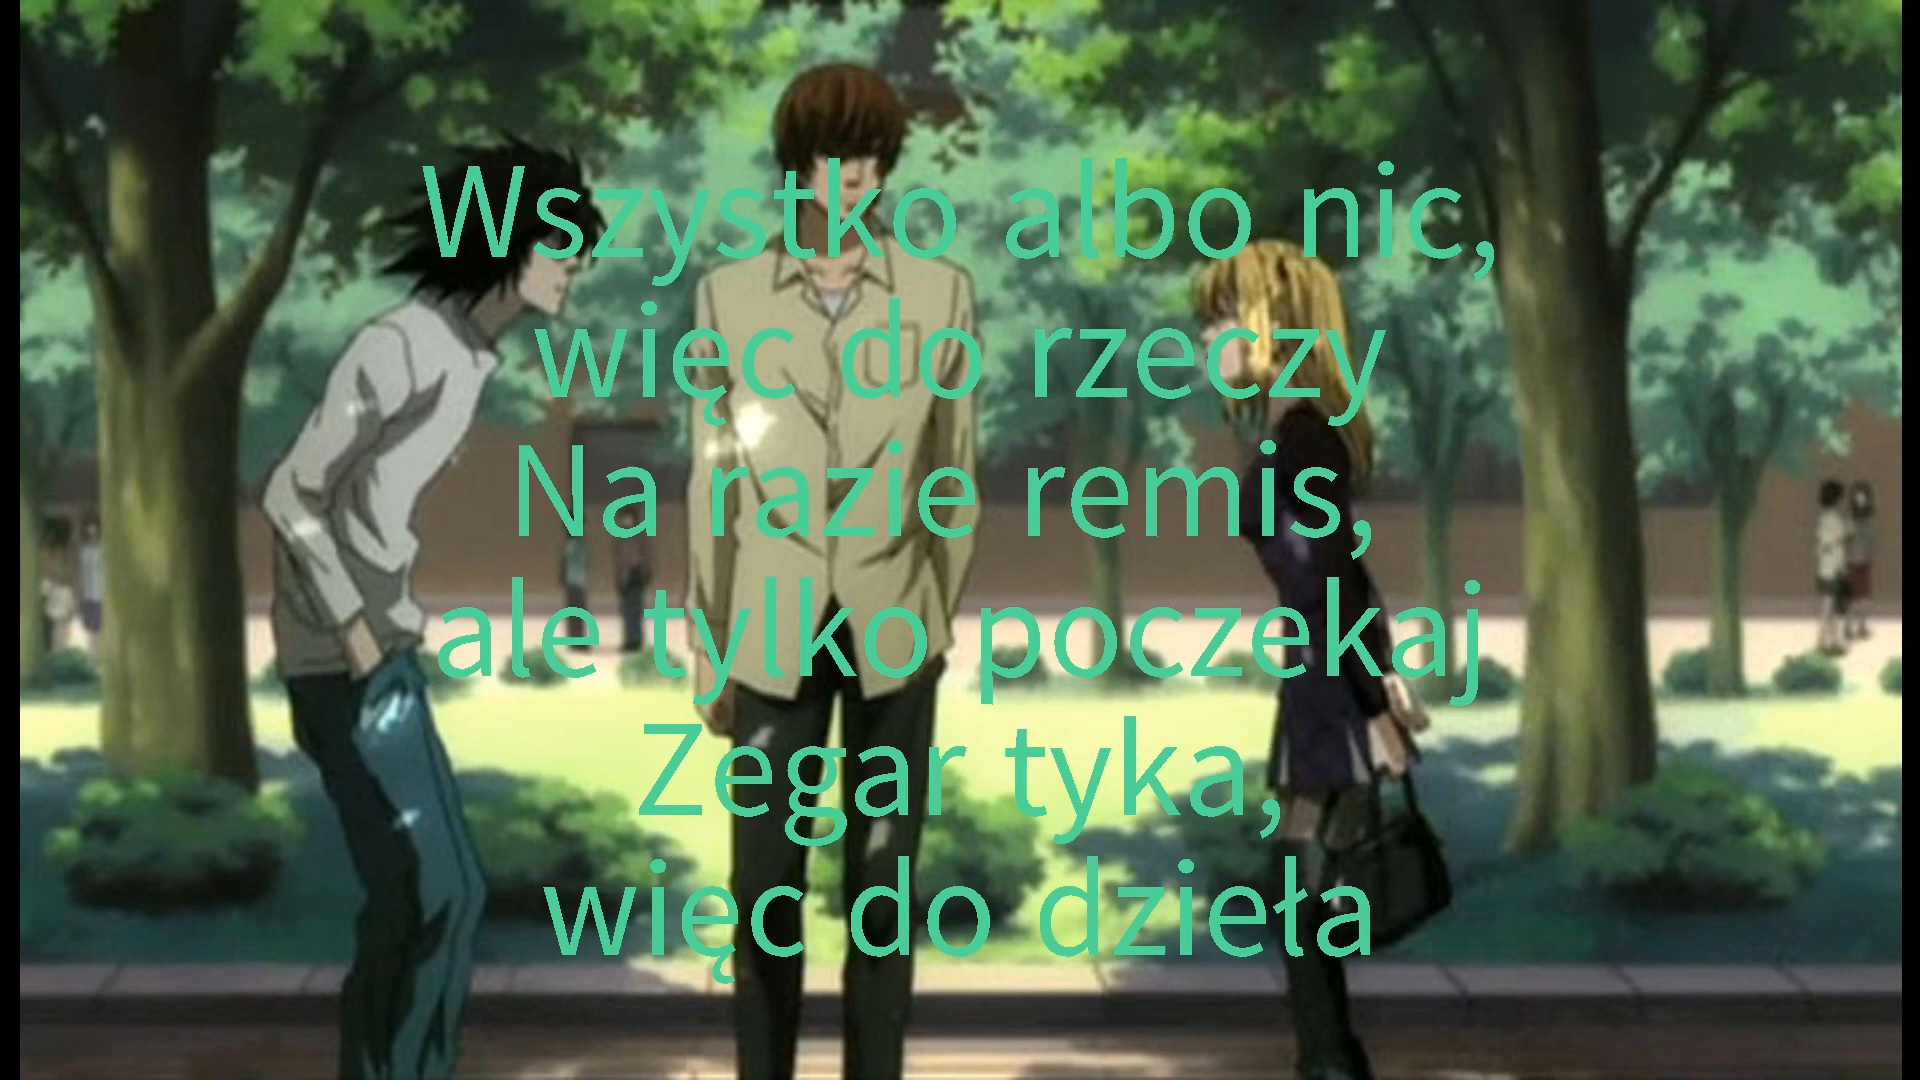 Wszystko albo nic,
więc do rzeczy
Na razie remis,
ale tylko poczekaj
Zegar tyka,
więc do dzieła